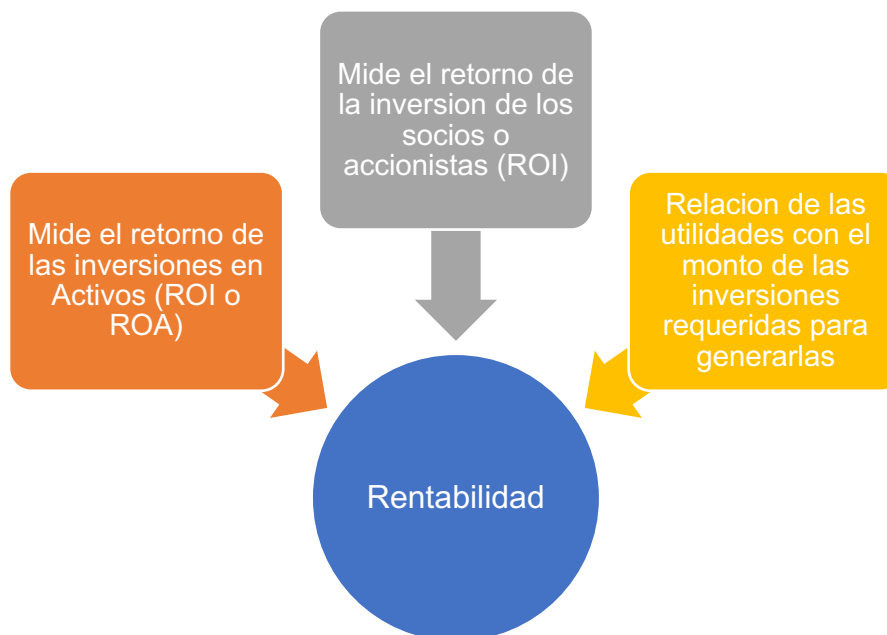 Mide el retorno de
la inversion de los
socios o
accionistas (ROI)
Mide el retorno de
las inversiones en
Activos (ROI o
ROA)
Relacion de las
utilidades con el
monto de las
inversiones
requeridas para
generarlas
Rentabilidad